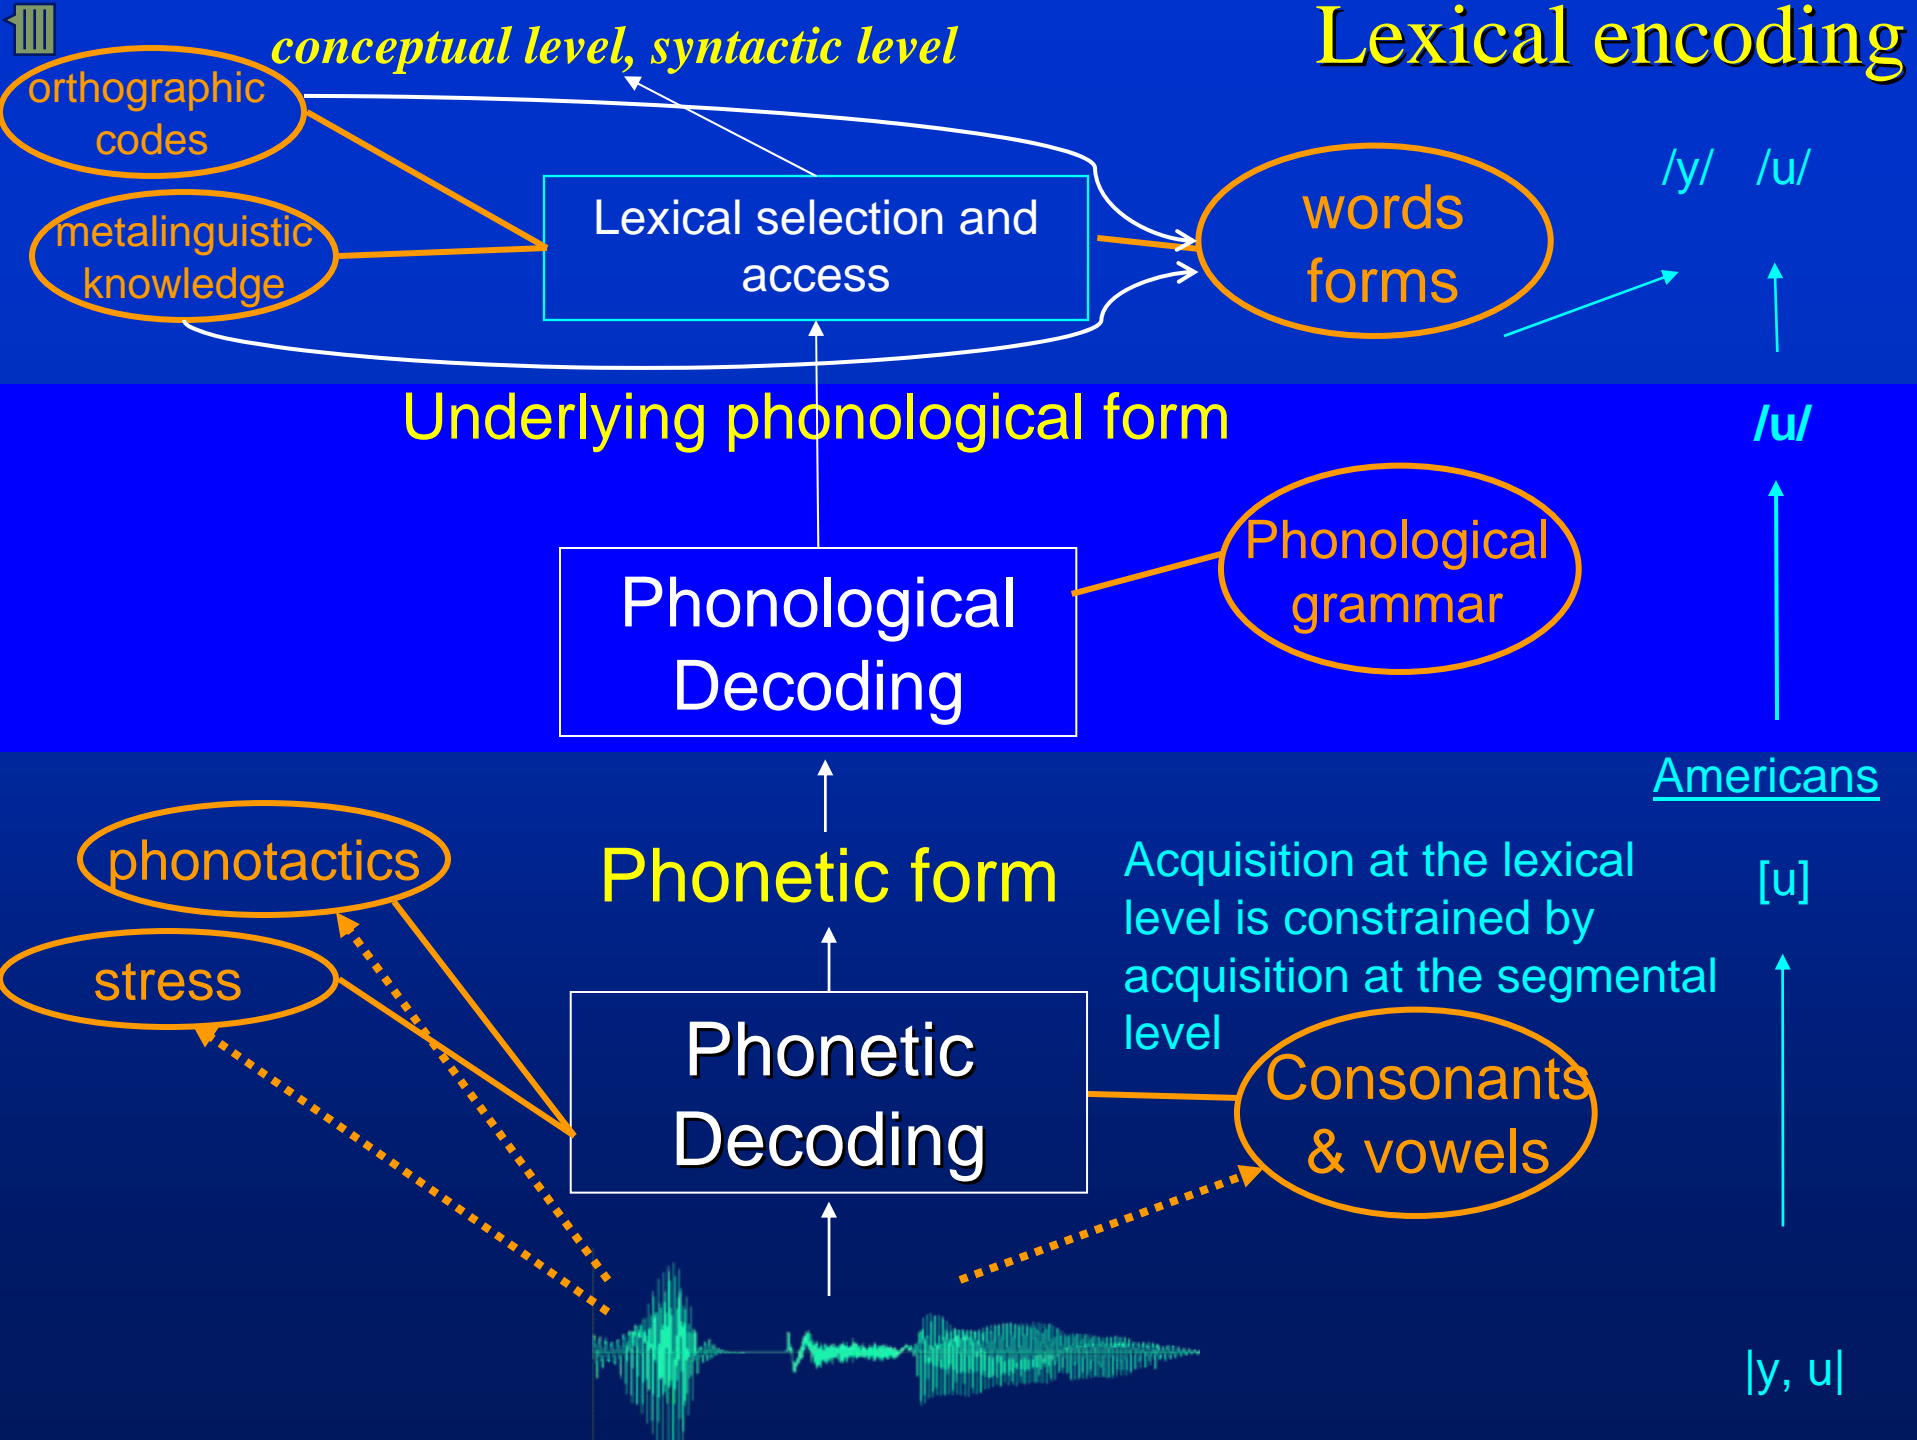 Lexical encoding
conceptual level, syntactic level
orthographic
codes
metalinguistic
knowledge
Lexical selection and
access
words
forms
/y/ /u/
Underlying phonological form
/u/
Phonological
Decoding
Phonological
grammar
Americans
phonotactics
stress
Phonetic form
Acquisition at the lexical
level is constrained by
acquisition at the segmental
level
[u]
Phonetic
Decoding
Consonants
& vowels
|y, u|